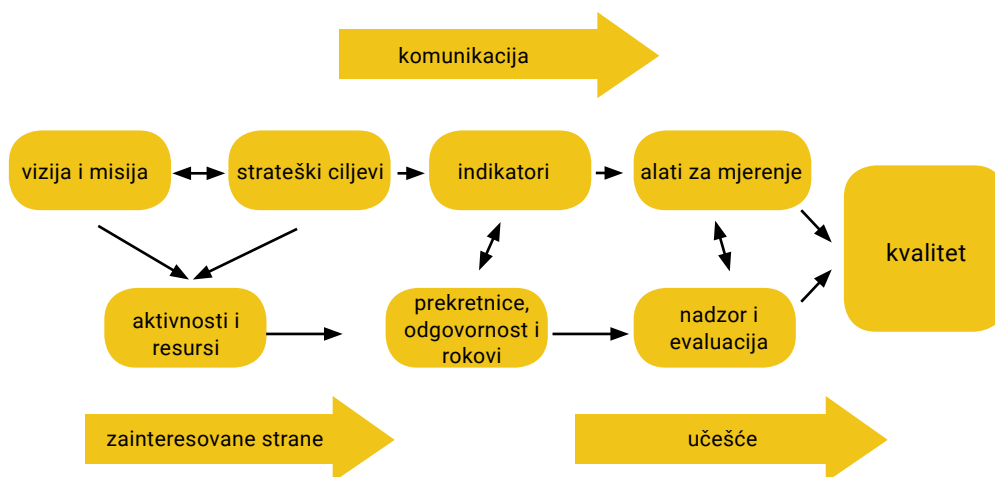 komunikacija
vizija i misija
strateški ciljevi
indikatori
alati za mjerenje
kvalitet
aktivnosti i
resursi
prekretnice,
odgovornost i
rokovi
nadzor i
evaluacija
zainteresovane strane
učešće